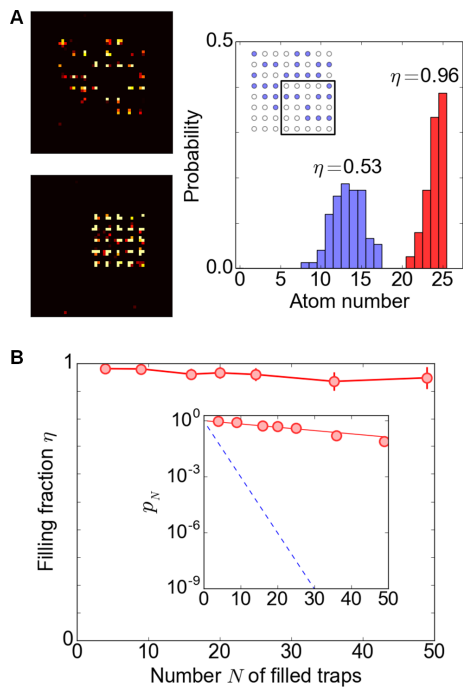 A
0.5
η=0.96
η=0.53
Probability
0.0
0 5 10 15 20 25
Atom number
B
1
10⁰
10⁻³
10⁻⁶
10⁻⁹
p_N
0 10 20 30 40 50
Filling fraction η
0
0 10 20 30 40 50
Number N of filled traps